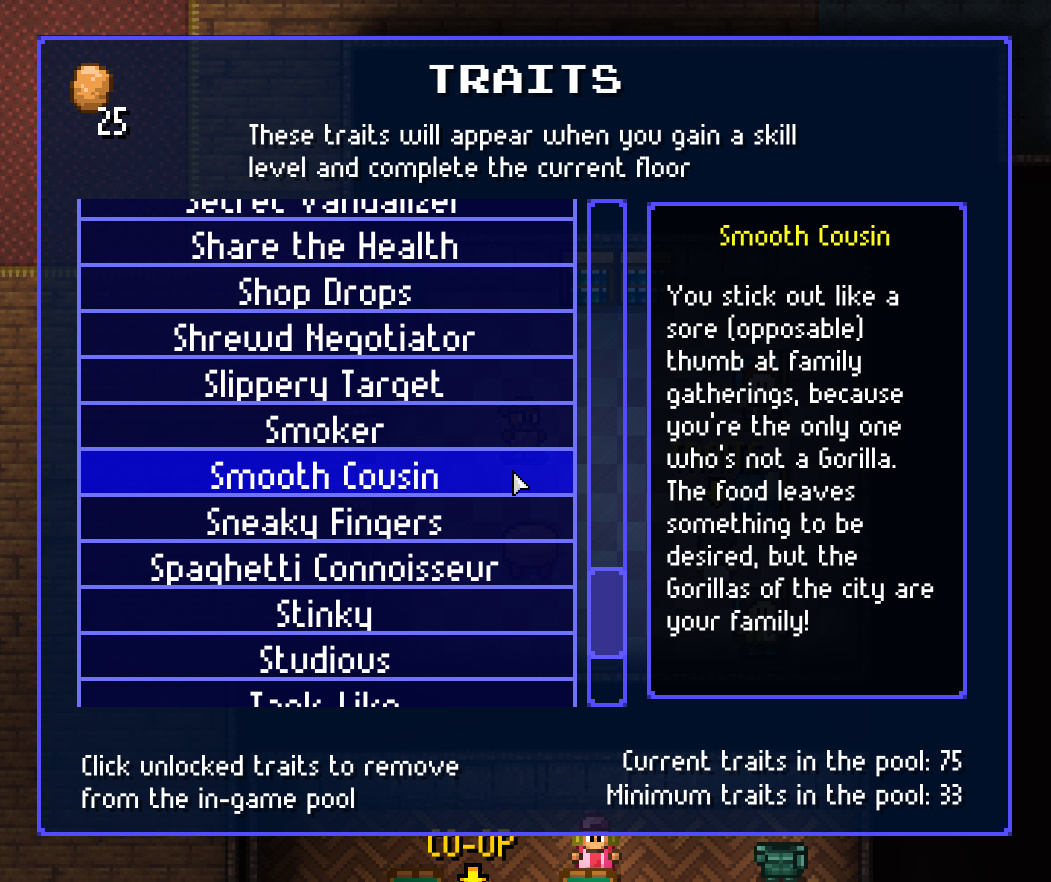 TRAITS
25
These traits will appear when you gain a skill
level and complete the current floor
Secret Vandalizer
Share the Health
Shop Drops
Shrewd Negotiator
Slippery Target
Smoker
Smooth Cousin
Sneaky Fingers
Spaghetti Connoisseur
Stinky
Studious
Tank-Like
Smooth Cousin
You stick out like a
sore (opposable)
thumb at family
gatherings, because
you're the only one
who's not a Gorilla.
The food leaves
something to be
desired, but the
Gorillas of the city are
your family!
Click unlocked traits to remove
from the in-game pool
Current traits in the pool: 75
Minimum traits in the pool: 33
CO-OP